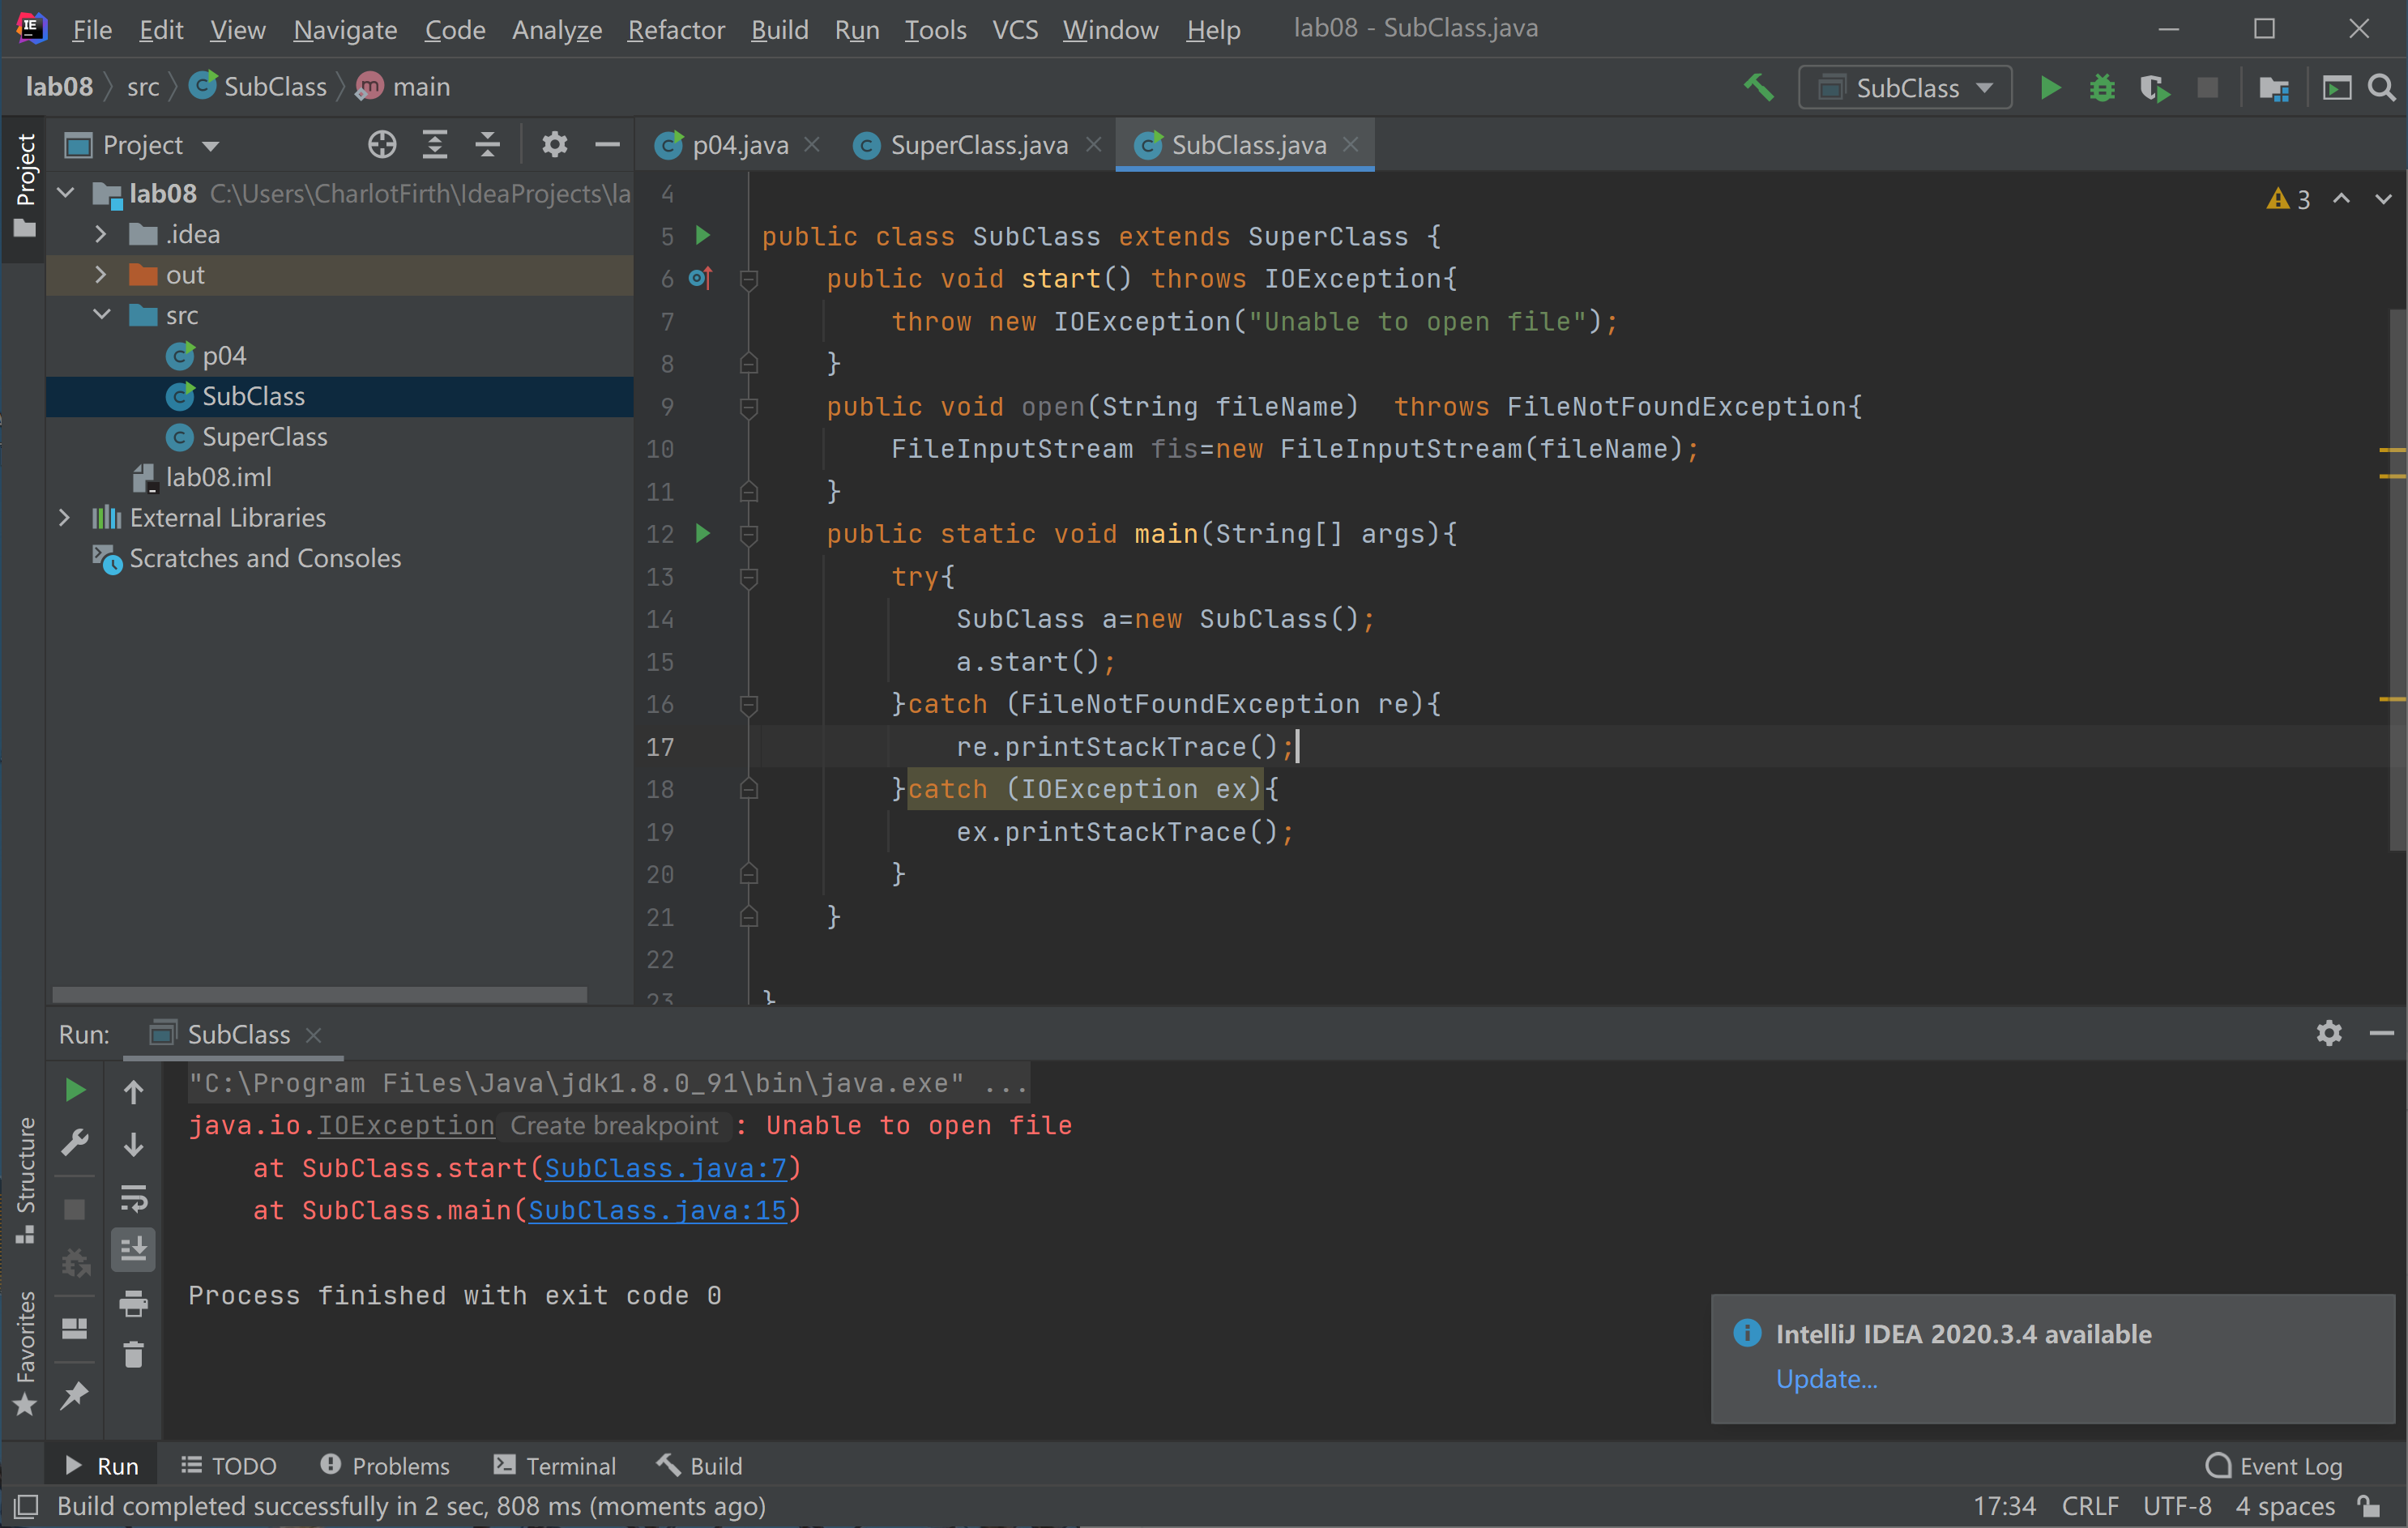 File Edit View Navigate Code Analyze Refactor Build Run Tools VCS Window Help lab08 - SubClass.java
lab08 src SubClass main SubClass
Project
Project
p04.java SuperClass.java SubClass.java
lab08 C:\Users\CharlotFirth\IdeaProjects\la
.idea
out
src
p04
SubClass
SuperClass
lab08.iml
External Libraries
Scratches and Consoles
3
4
5 public class SubClass extends SuperClass {
6 public void start() throws IOException{
7 throw new IOException("Unable to open file");
8 }
9 public void open(String fileName)  throws FileNotFoundException{
10 FileInputStream fis=new FileInputStream(fileName);
11 }
12 public static void main(String[] args){
13 try{
14 SubClass a=new SubClass();
15 a.start();
16 }catch (FileNotFoundException re){
17 re.printStackTrace();
18 }catch (IOException ex){
19 ex.printStackTrace();
20 }
21 }
22
23 }
Run: SubClass
"C:\Program Files\Java\jdk1.8.0_91\bin\java.exe" ...
java.io.IOException Create breakpoint : Unable to open file
at SubClass.start(SubClass.java:7)
at SubClass.main(SubClass.java:15)
Process finished with exit code 0
Structure
Favorites
IntelliJ IDEA 2020.3.4 available
Update...
Run TODO Problems Terminal Build Event Log
Build completed successfully in 2 sec, 808 ms (moments ago) 17:34 CRLF UTF-8 4 spaces